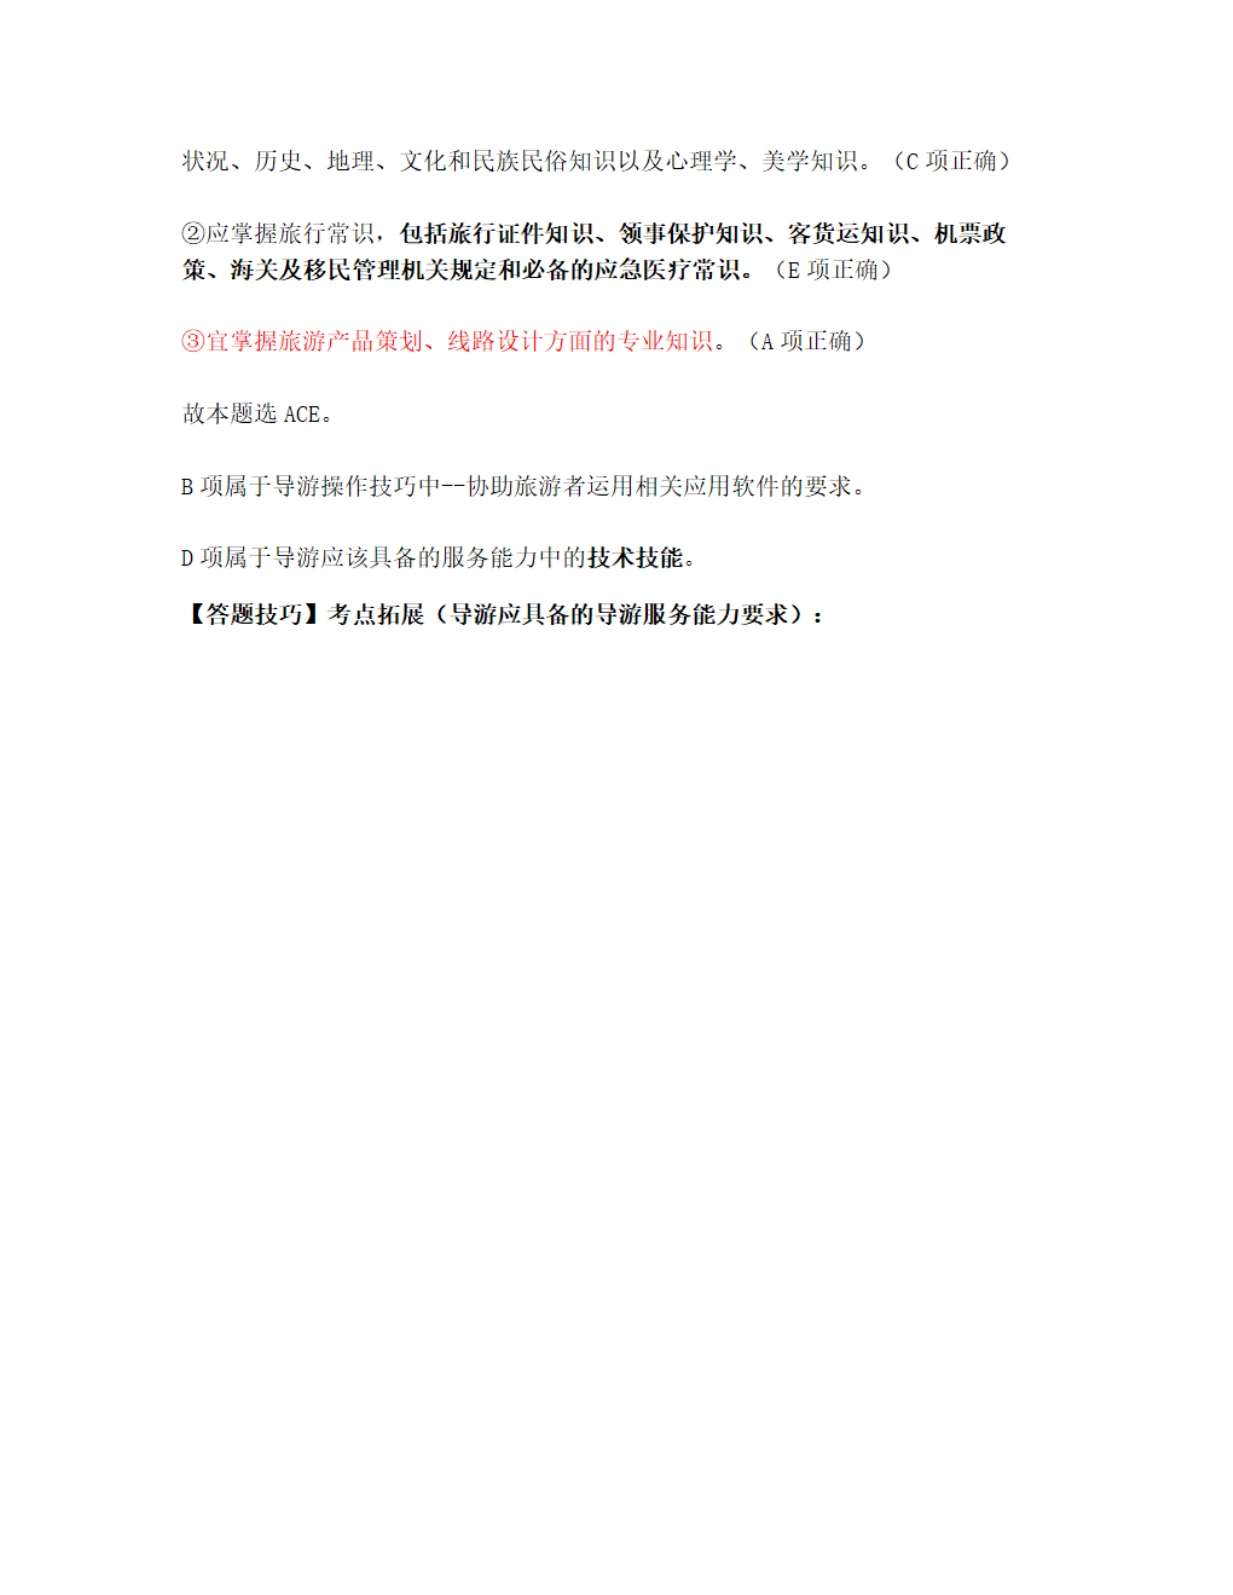 状况、历史、地理、文化和民族民俗知识以及心理学、美学知识。（C 项正确）
②应掌握旅行常识，包括旅行证件知识、领事保护知识、客货运知识、机票政
策、海关及移民管理机关规定和必备的应急医疗常识。（E 项正确）
③宜掌握旅游产品策划、线路设计方面的专业知识。（A 项正确）
故本题选 ACE。
B 项属于导游操作技巧中--协助旅游者运用相关应用软件的要求。
D 项属于导游应该具备的服务能力中的技术技能。
【答题技巧】考点拓展（导游应具备的导游服务能力要求）：